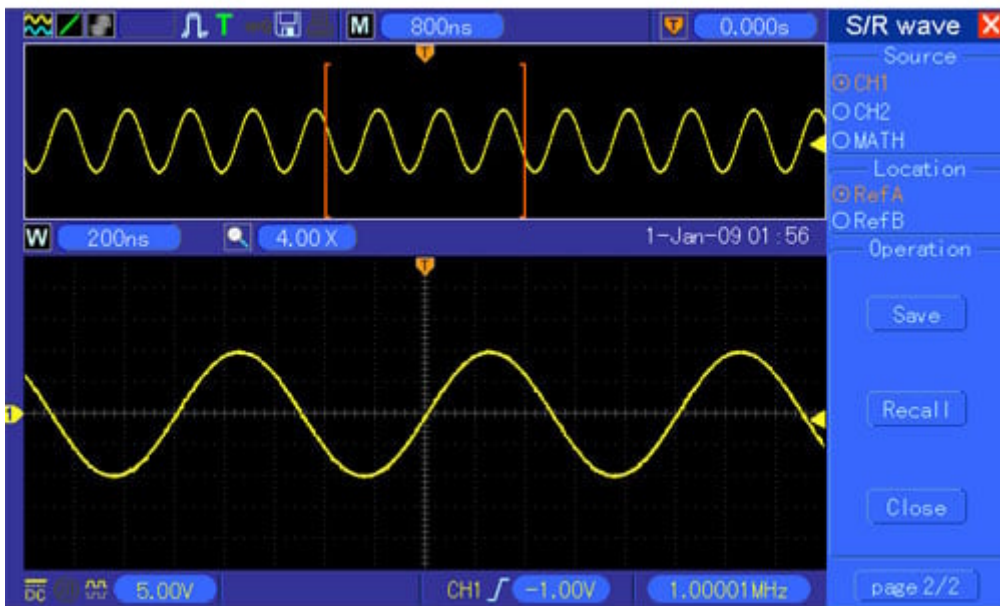 T M 800ns T 0.000s S/R wave X
T
Source
CH1
CH2
MATH
Location
RefA
RefB
W 200ns 4.00X 1-Jan-09 01:56
Operation
T
Save
1
Recall
Close
DC 5.00V CH1 -1.00V 1.00001MHz page 2/2